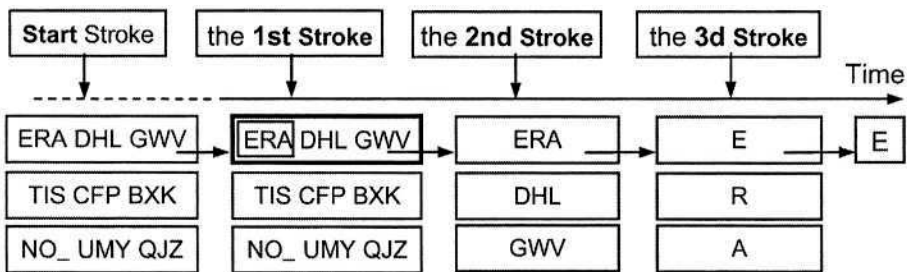 Start Stroke the 1st Stroke the 2nd Stroke the 3d Stroke
Time
ERA DHL GWV ERA DHL GWV ERA E E
TIS CFP BXK TIS CFP BXK DHL R
NO_ UMY QJZ NO_ UMY QJZ GWV A